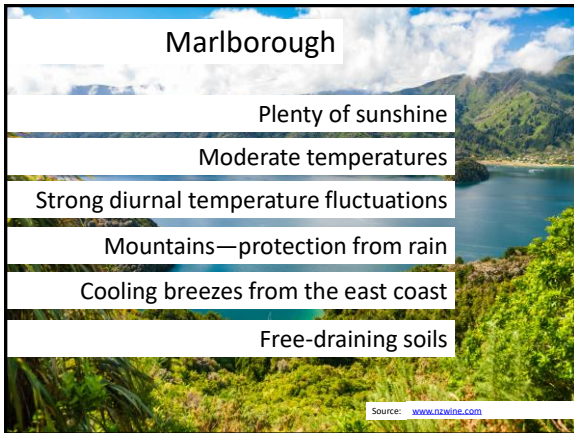 Marlborough
Plenty of sunshine
Moderate temperatures
Strong diurnal temperature fluctuations
Mountains—protection from rain
Cooling breezes from the east coast
Free-draining soils
Source: www.nzwine.com